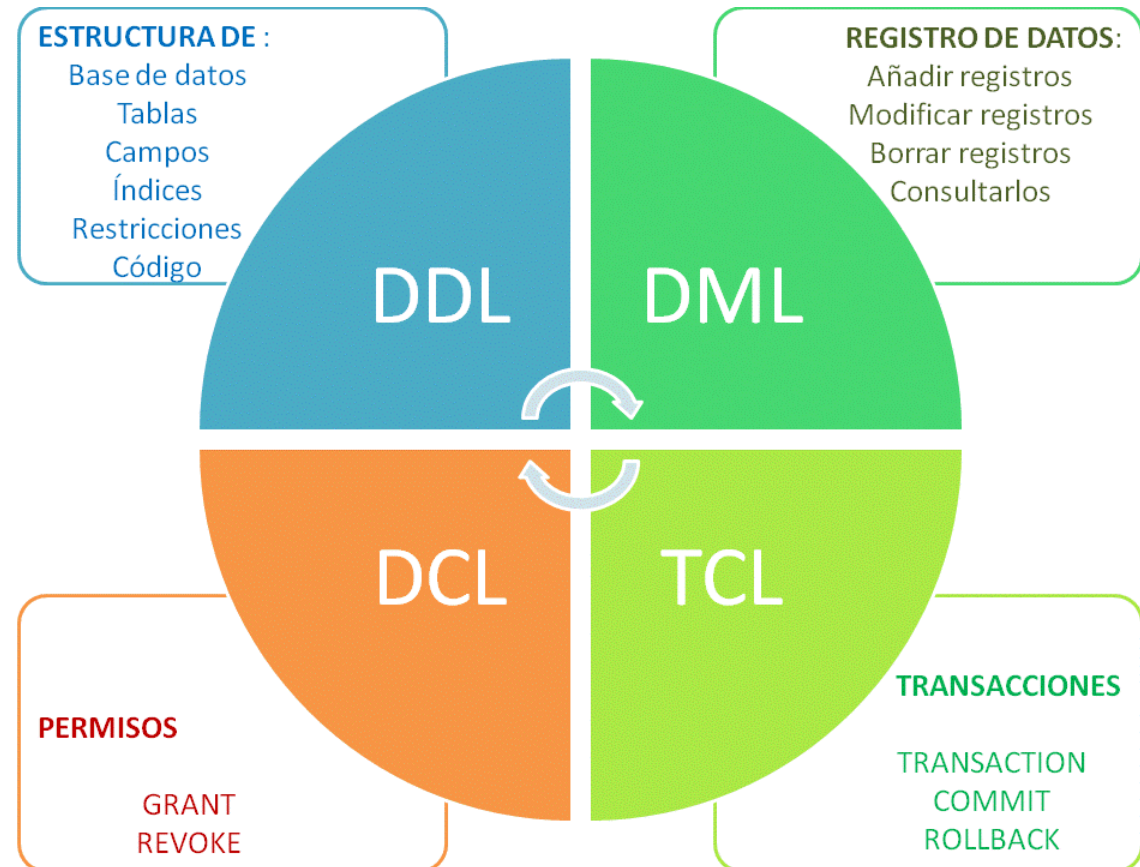 ESTRUCTURA DE :
Base de datos
Tablas
Campos
Índices
Restricciones
Código
DDL
REGISTRO DE DATOS:
Añadir registros
Modificar registros
Borrar registros
Consultarlos
DML
DCL
PERMISOS
GRANT
REVOKE
TCL
TRANSACCIONES
TRANSACTION
COMMIT
ROLLBACK